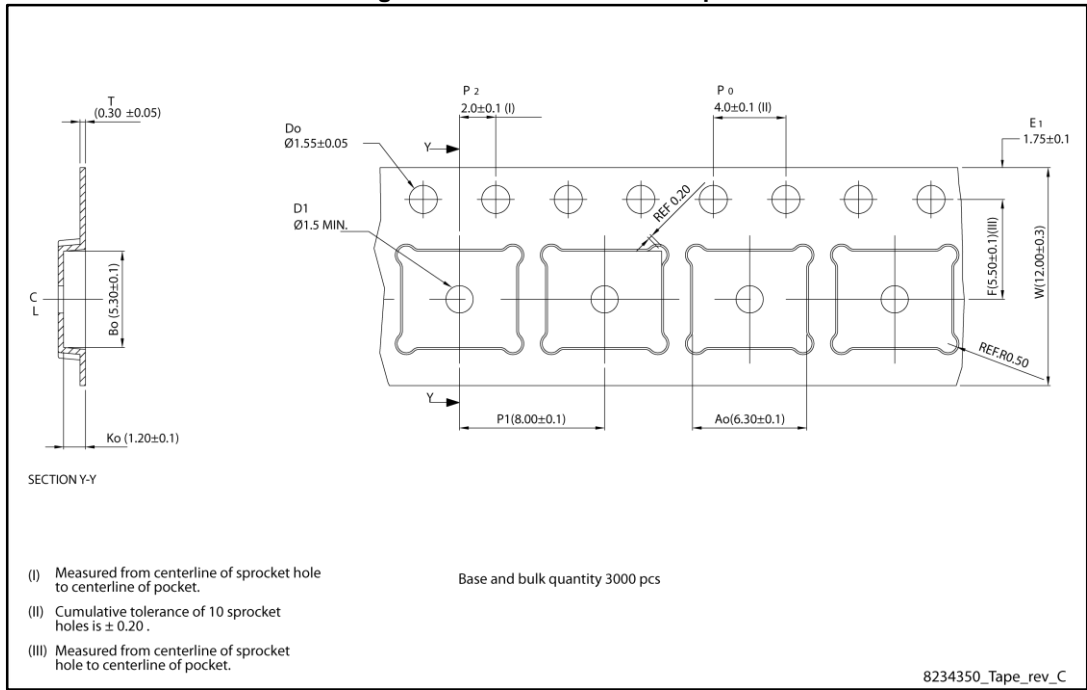 T
(0.30 ±0.05)
P 2
2.0±0.1 (I)
P 0
4.0±0.1 (II)
E 1
1.75±0.1
Do
Ø1.55±0.05
Y
D1
Ø1.5 MIN.
REF 0.20
C
L
Bo (5.30±0.1)
F(5.50±0.1)(III)
W(12.00±0.3)
REF.R0.50
Y
P1(8.00±0.1)
Ao(6.30±0.1)
Ko (1.20±0.1)
SECTION Y-Y
(I) Measured from centerline of sprocket hole
to centerline of pocket.
Base and bulk quantity 3000 pcs
(II) Cumulative tolerance of 10 sprocket
holes is ± 0.20 .
(III) Measured from centerline of sprocket
hole to centerline of pocket.
8234350_Tape_rev_C